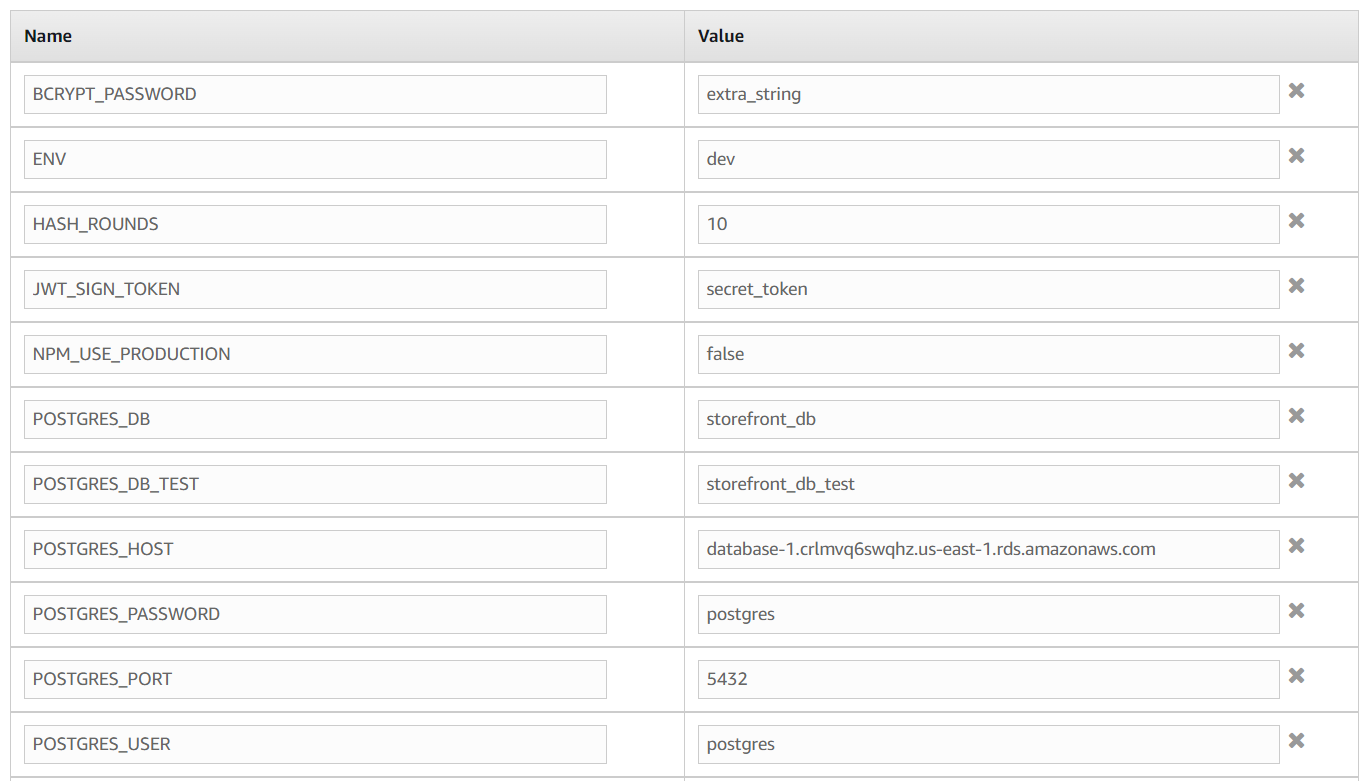 Name Value
BCRYPT_PASSWORD extra_string
ENV dev
HASH_ROUNDS 10
JWT_SIGN_TOKEN secret_token
NPM_USE_PRODUCTION false
POSTGRES_DB storefront_db
POSTGRES_DB_TEST storefront_db_test
POSTGRES_HOST database-1.crlmvq6swqhz.us-east-1.rds.amazonaws.com
POSTGRES_PASSWORD postgres
POSTGRES_PORT 5432
POSTGRES_USER postgres